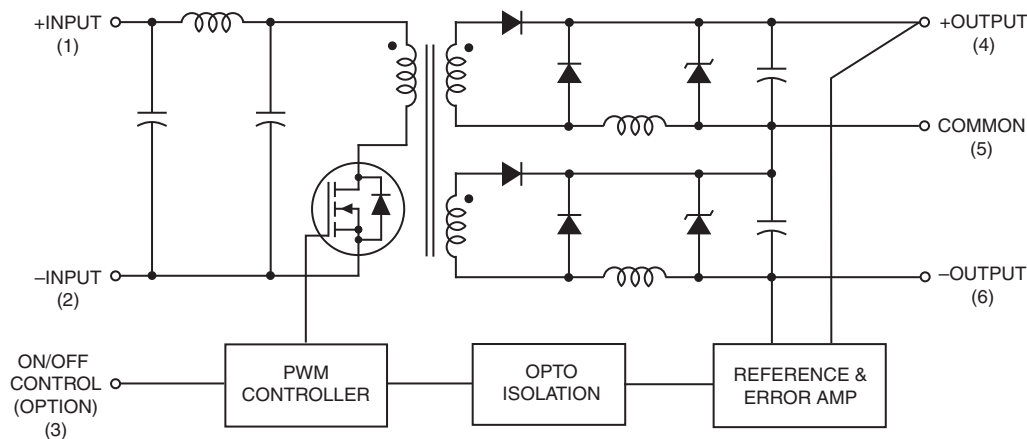 +INPUT
(1)
+OUTPUT
(4)
COMMON
(5)
–INPUT
(2)
–OUTPUT
(6)
ON/OFF
CONTROL
(OPTION)
(3)
PWM
CONTROLLER
OPTO
ISOLATION
REFERENCE &
ERROR AMP